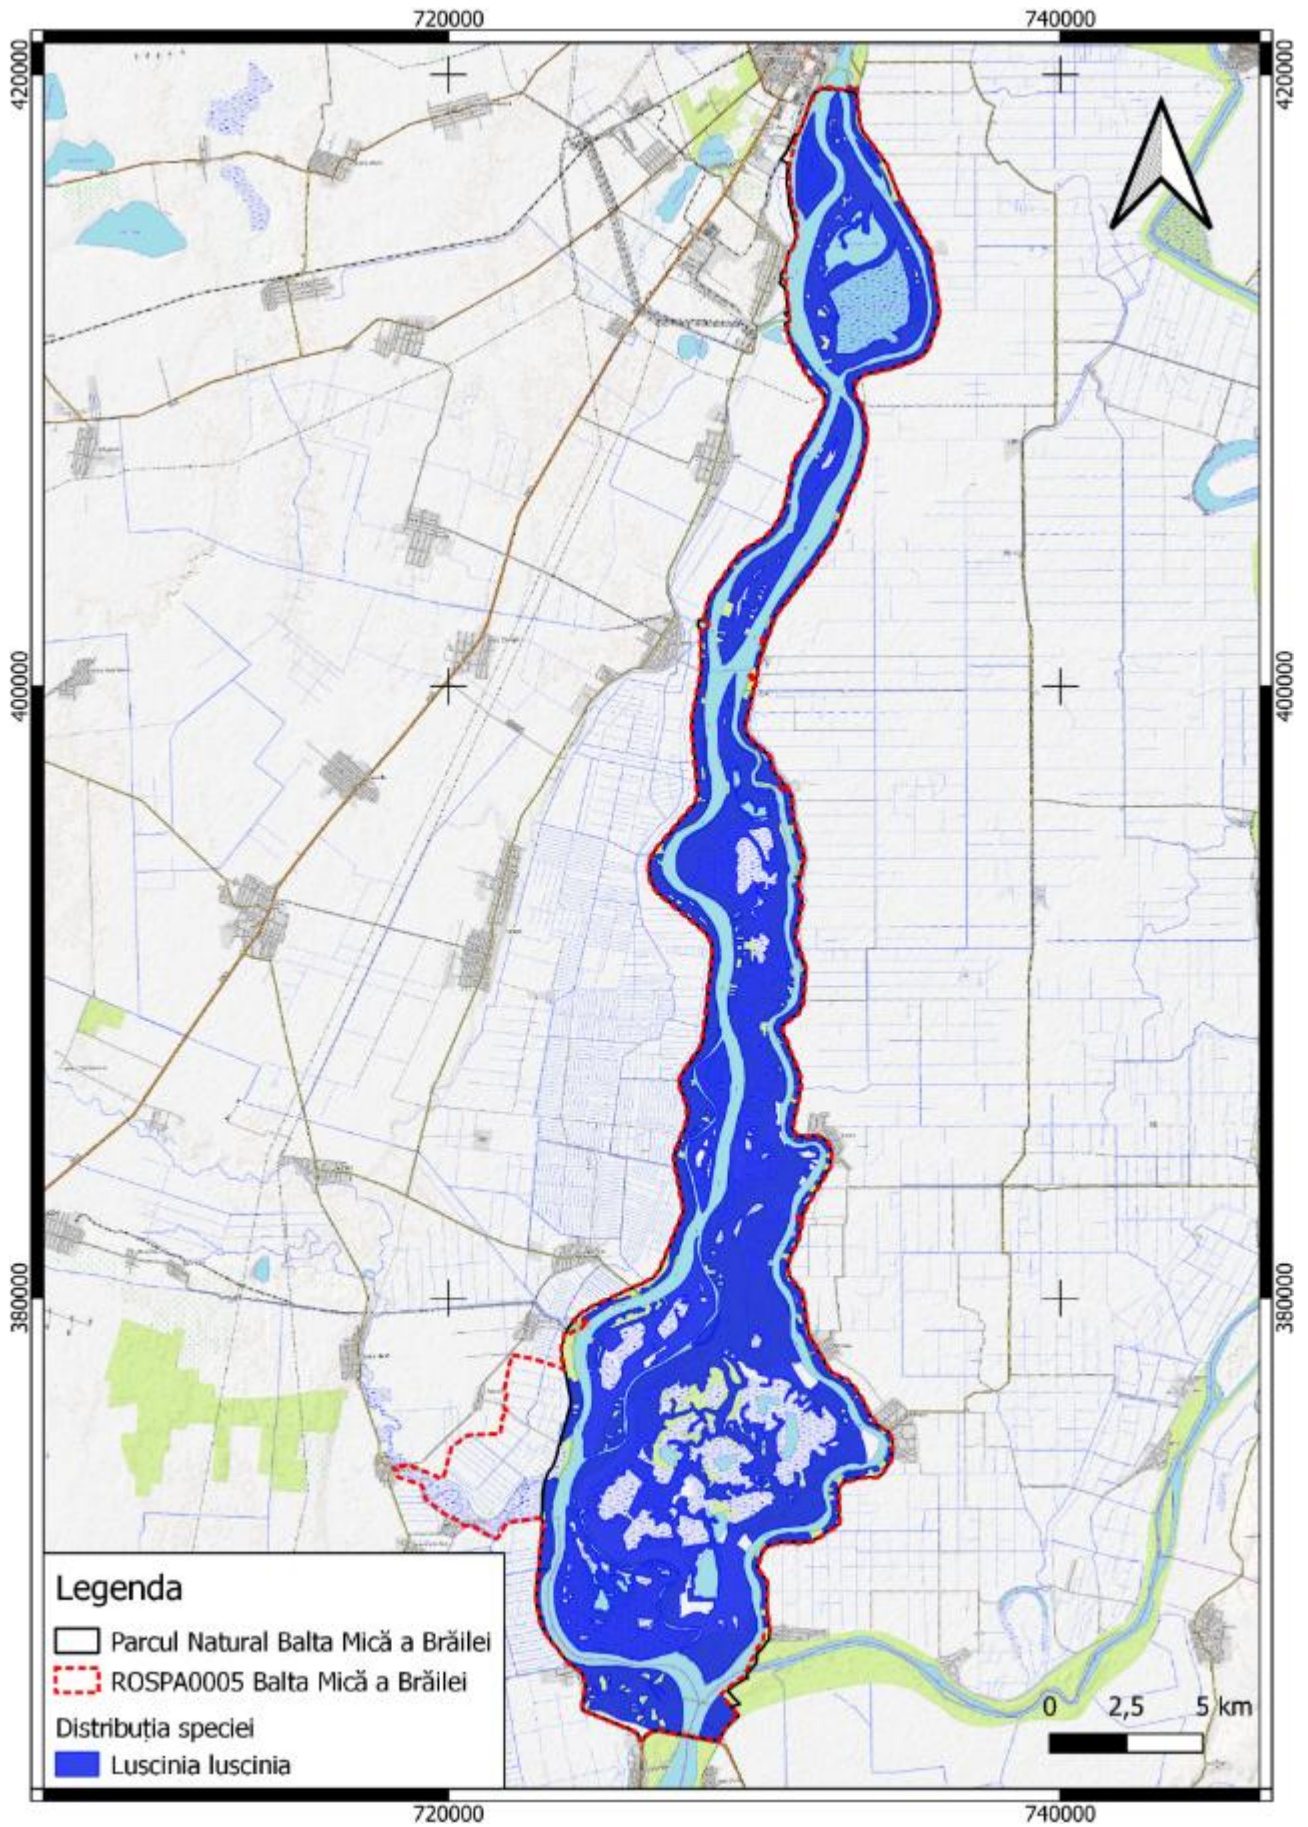 720000 740000
420000 420000
400000 400000
380000 380000
Legenda
Parcul Natural Balta Mică a Brăilei
ROSPA0005 Balta Mică a Brăilei
Distribuția speciei
Luscinia luscinia
0 2,5 5 km
720000 740000